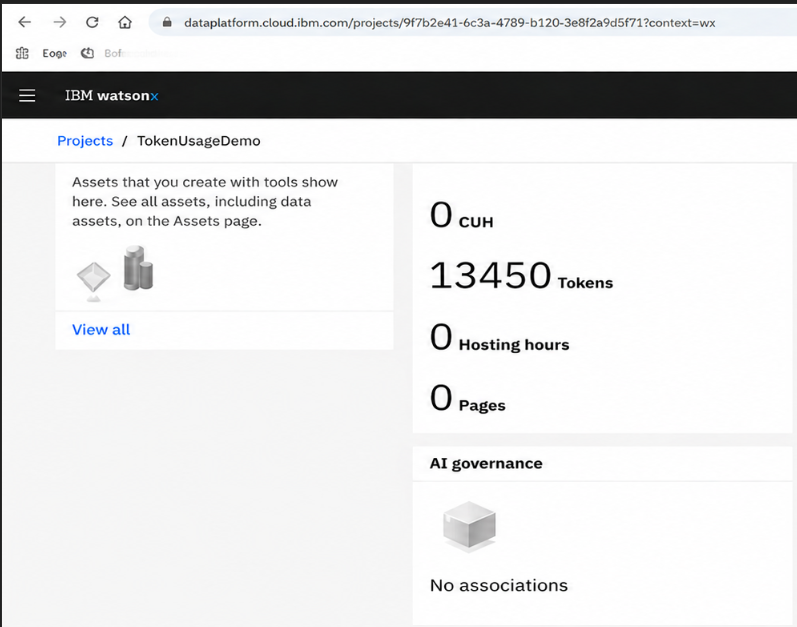 dataplatform.cloud.ibm.com/projects/9f7b2e41-6c3a-4789-b120-3e8f2a9d5f71?context=wx
IBM watsonx
Projects / TokenUsageDemo
Assets that you create with tools show
here. See all assets, including data
assets, on the Assets page.
View all
0 CUH
13450 Tokens
0 Hosting hours
0 Pages
AI governance
No associations